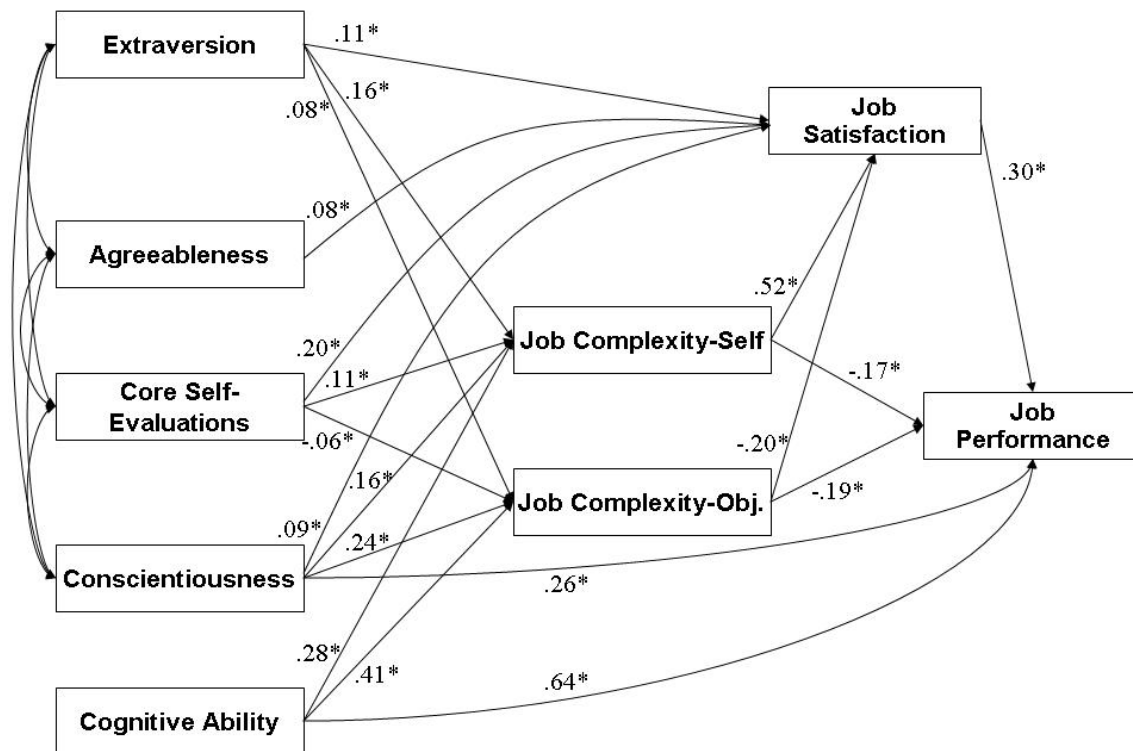 Extraversion
.11*
.16*
.08*
Job
Satisfaction
.30*
.08*
Agreeableness
.52*
Job Complexity-Self
.20*
.11*
-.17*
Core Self-
Evaluations
Job
Performance
-.06*
-.20*
.16*
Job Complexity-Obj.
-.19*
.09*
.24*
Conscientiousness
.26*
.28*
.41*
.64*
Cognitive Ability